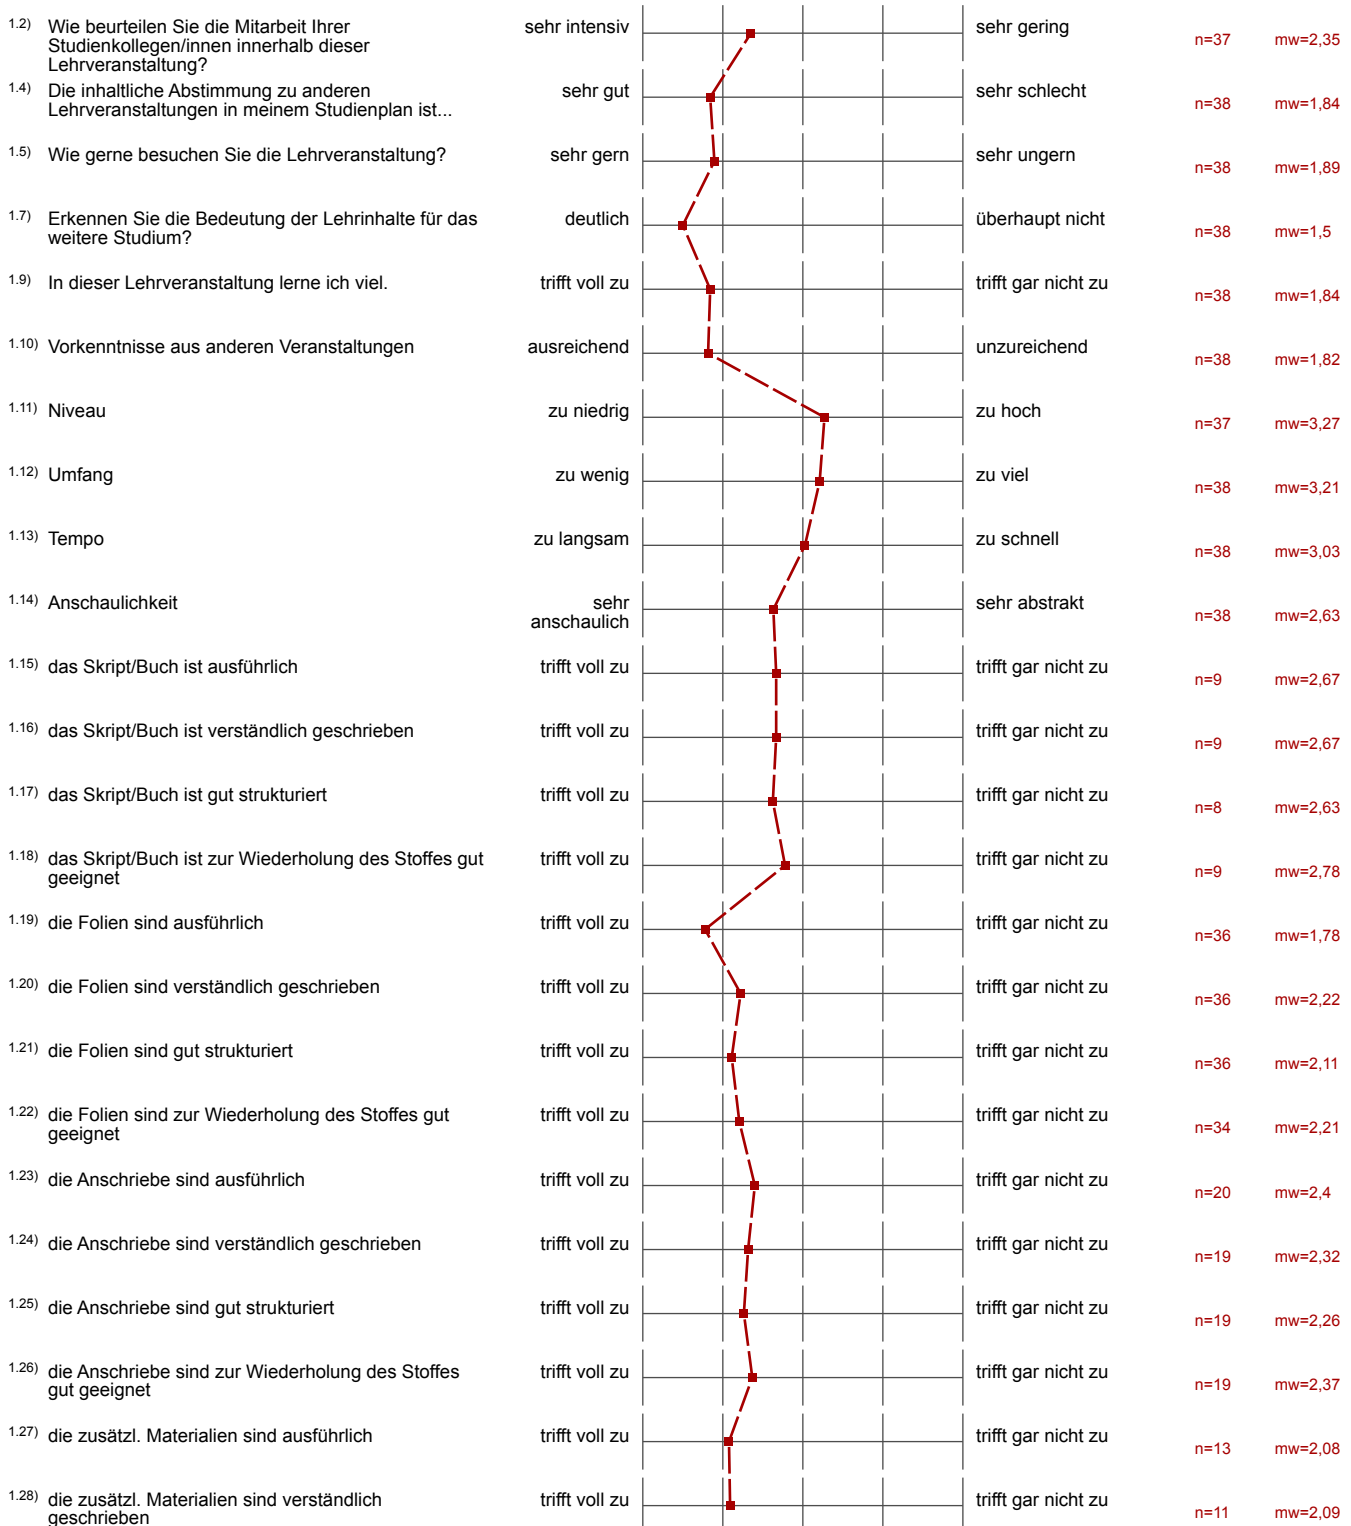 1.2) Wie beurteilen Sie die Mitarbeit Ihrer
Studienkollegen/innen innerhalb dieser
Lehrveranstaltung?
sehr intensiv sehr gering n=37 mw=2,35
1.4) Die inhaltliche Abstimmung zu anderen
Lehrveranstaltungen in meinem Studienplan ist...
sehr gut sehr schlecht n=38 mw=1,84
1.5) Wie gerne besuchen Sie die Lehrveranstaltung? sehr gern sehr ungern n=38 mw=1,89
1.7) Erkennen Sie die Bedeutung der Lehrinhalte für das
weitere Studium?
deutlich überhaupt nicht n=38 mw=1,5
1.9) In dieser Lehrveranstaltung lerne ich viel. trifft voll zu trifft gar nicht zu n=38 mw=1,84
1.10) Vorkenntnisse aus anderen Veranstaltungen ausreichend unzureichend n=38 mw=1,82
1.11) Niveau zu niedrig zu hoch n=37 mw=3,27
1.12) Umfang zu wenig zu viel n=38 mw=3,21
1.13) Tempo zu langsam zu schnell n=38 mw=3,03
1.14) Anschaulichkeit sehr
anschaulich
sehr abstrakt n=38 mw=2,63
1.15) das Skript/Buch ist ausführlich trifft voll zu trifft gar nicht zu n=9 mw=2,67
1.16) das Skript/Buch ist verständlich geschrieben trifft voll zu trifft gar nicht zu n=9 mw=2,67
1.17) das Skript/Buch ist gut strukturiert trifft voll zu trifft gar nicht zu n=8 mw=2,63
1.18) das Skript/Buch ist zur Wiederholung des Stoffes gut
geeignet
trifft voll zu trifft gar nicht zu n=9 mw=2,78
1.19) die Folien sind ausführlich trifft voll zu trifft gar nicht zu n=36 mw=1,78
1.20) die Folien sind verständlich geschrieben trifft voll zu trifft gar nicht zu n=36 mw=2,22
1.21) die Folien sind gut strukturiert trifft voll zu trifft gar nicht zu n=36 mw=2,11
1.22) die Folien sind zur Wiederholung des Stoffes gut
geeignet
trifft voll zu trifft gar nicht zu n=34 mw=2,21
1.23) die Anschriebe sind ausführlich trifft voll zu trifft gar nicht zu n=20 mw=2,4
1.24) die Anschriebe sind verständlich geschrieben trifft voll zu trifft gar nicht zu n=19 mw=2,32
1.25) die Anschriebe sind gut strukturiert trifft voll zu trifft gar nicht zu n=19 mw=2,26
1.26) die Anschriebe sind zur Wiederholung des Stoffes
gut geeignet
trifft voll zu trifft gar nicht zu n=19 mw=2,37
1.27) die zusätzl. Materialien sind ausführlich trifft voll zu trifft gar nicht zu n=13 mw=2,08
1.28) die zusätzl. Materialien sind verständlich
geschrieben
trifft voll zu trifft gar nicht zu n=11 mw=2,09